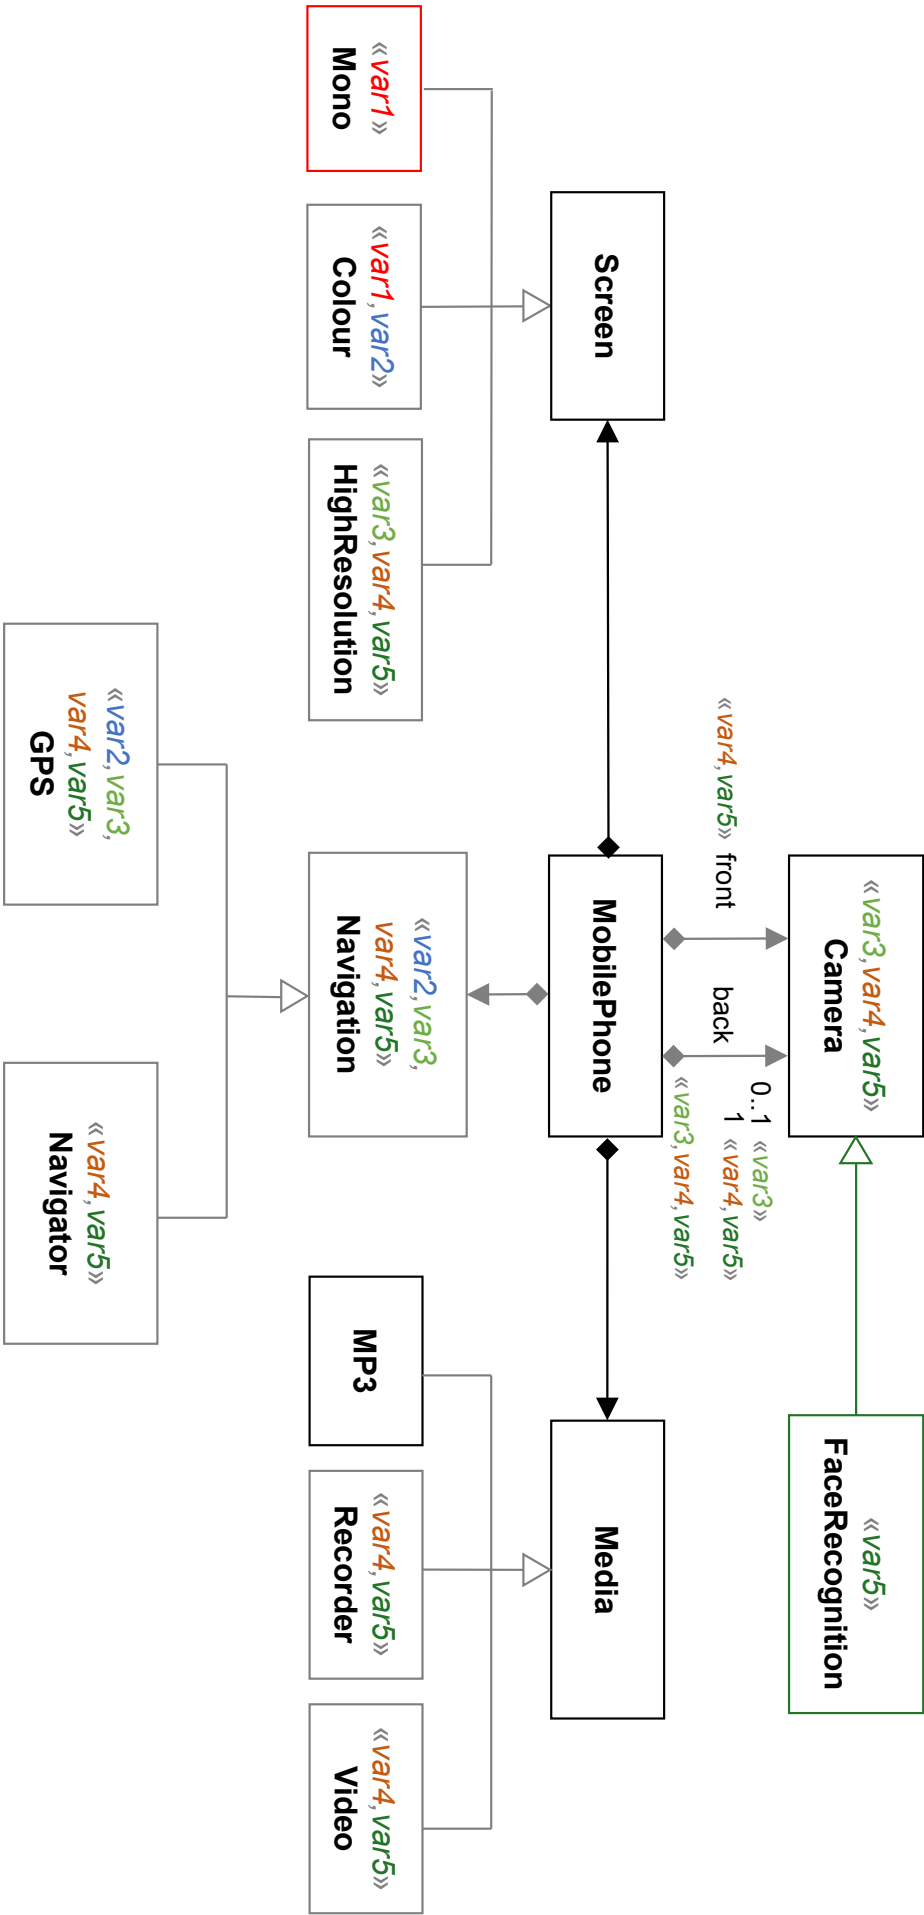 «var3,var4,var5»
Camera
«var5»
FaceRecognition
0..1 «var3»
«var4,var5» front
back
1 «var4,var5»
«var3,var4,var5»
Screen
MobilePhone
Media
«var1»
Mono
«var1,var2»
Colour
«var3,var4,var5»
HighResolution
«var2,var3,
var4,var5»
Navigation
MP3
«var4,var5»
Recorder
«var4,var5»
Video
«var2,var3,
var4,var5»
GPS
«var4,var5»
Navigator